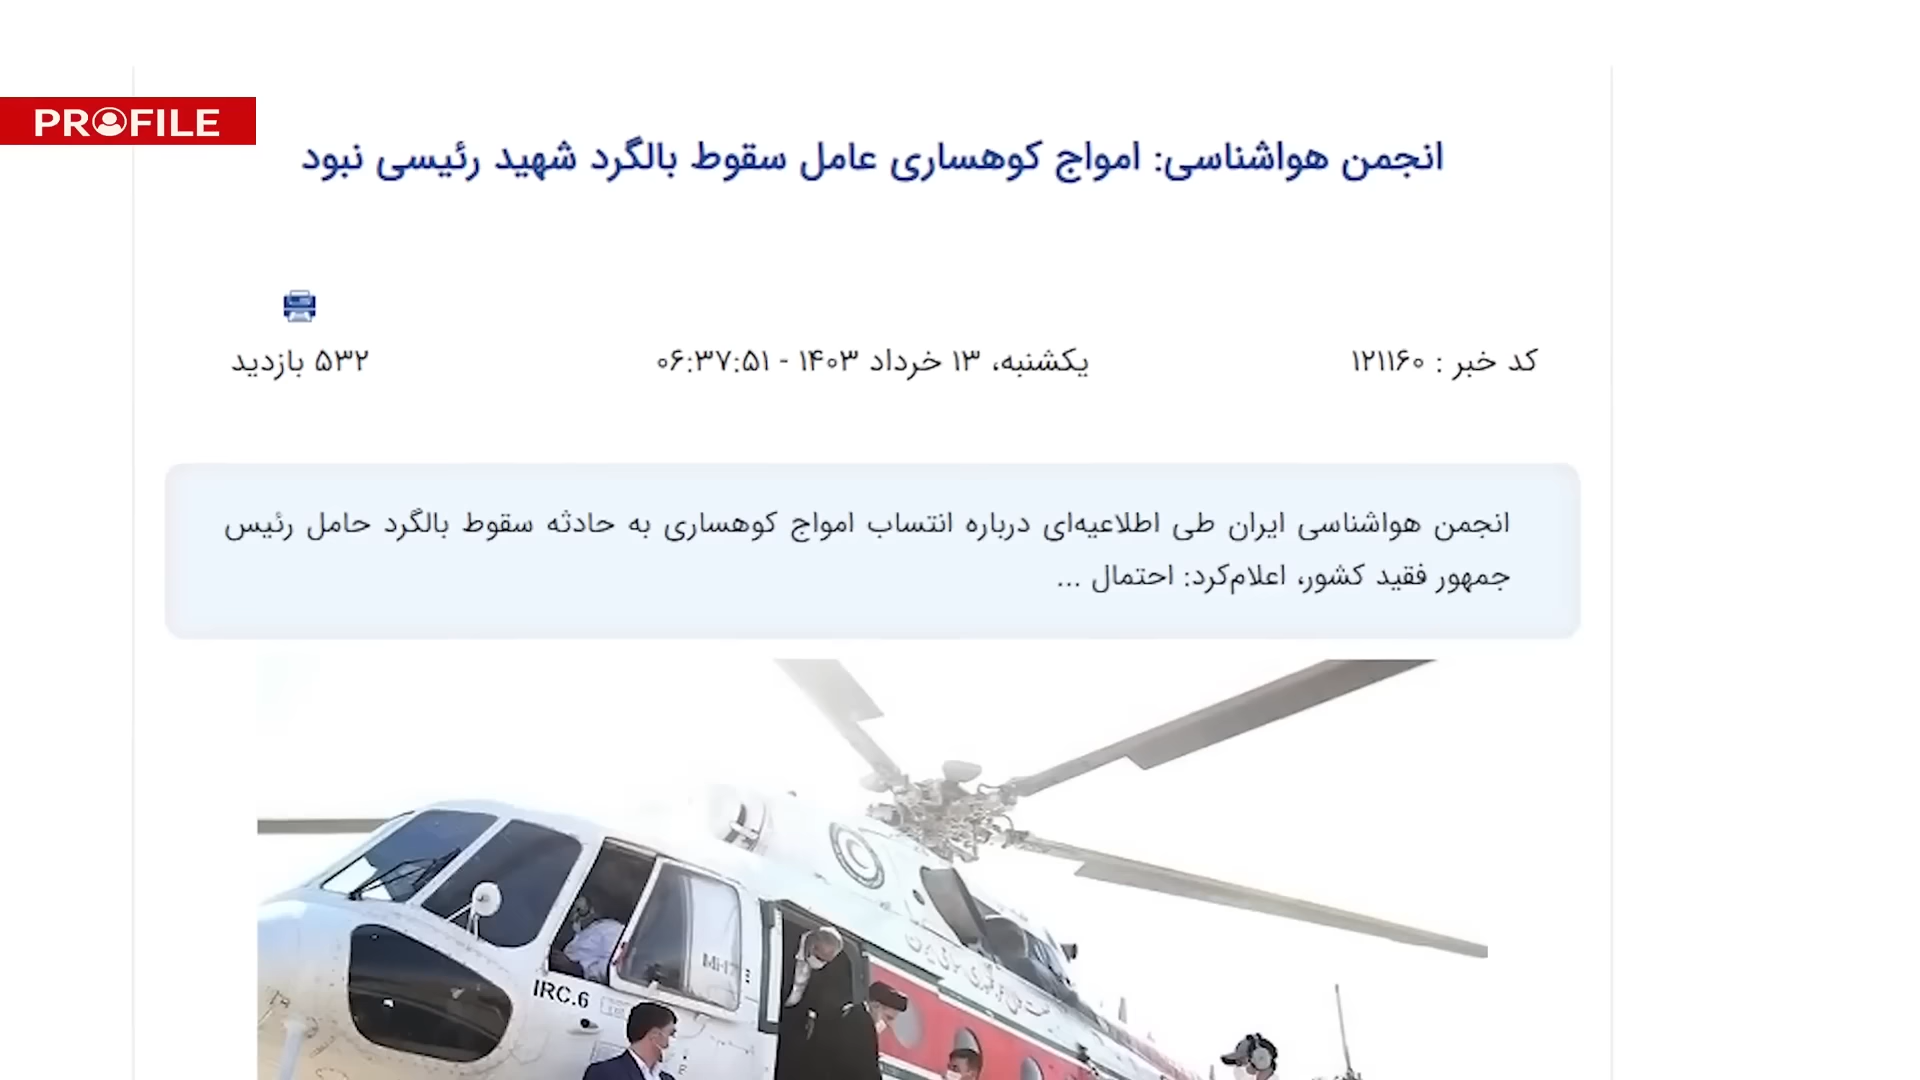 PROFILE
انجمن هواشناسی: امواج کوهساری عامل سقوط بالگرد شهید رئیسی نبود
کد خبر : ۱۲۱۱۶۰
یکشنبه، ۱۳ خرداد ۱۴۰۳ - ۰۶:۳۷:۵۱
۵۳۲ بازدید
انجمن هواشناسی ایران طی اطلاعیه‌ای درباره انتساب امواج کوهساری به حادثه سقوط بالگرد حامل رئیس
جمهور فقید کشور، اعلام‌کرد: احتمال ...
IRC.6